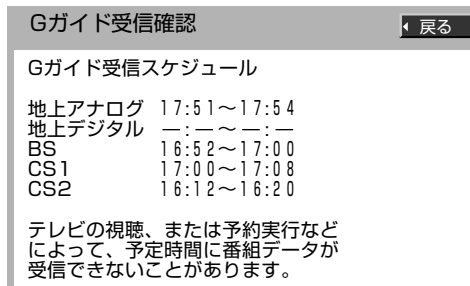 Gガイド受信確認
戻る
Gガイド受信スケジュール
地上アナログ 17:51〜17:54
地上デジタル —:—〜—:—
BS 16:52〜17:00
CS1 17:00〜17:08
CS2 16:12〜16:20
テレビの視聴、または予約実行など
によって、予定時間に番組データが
受信できないことがあります。